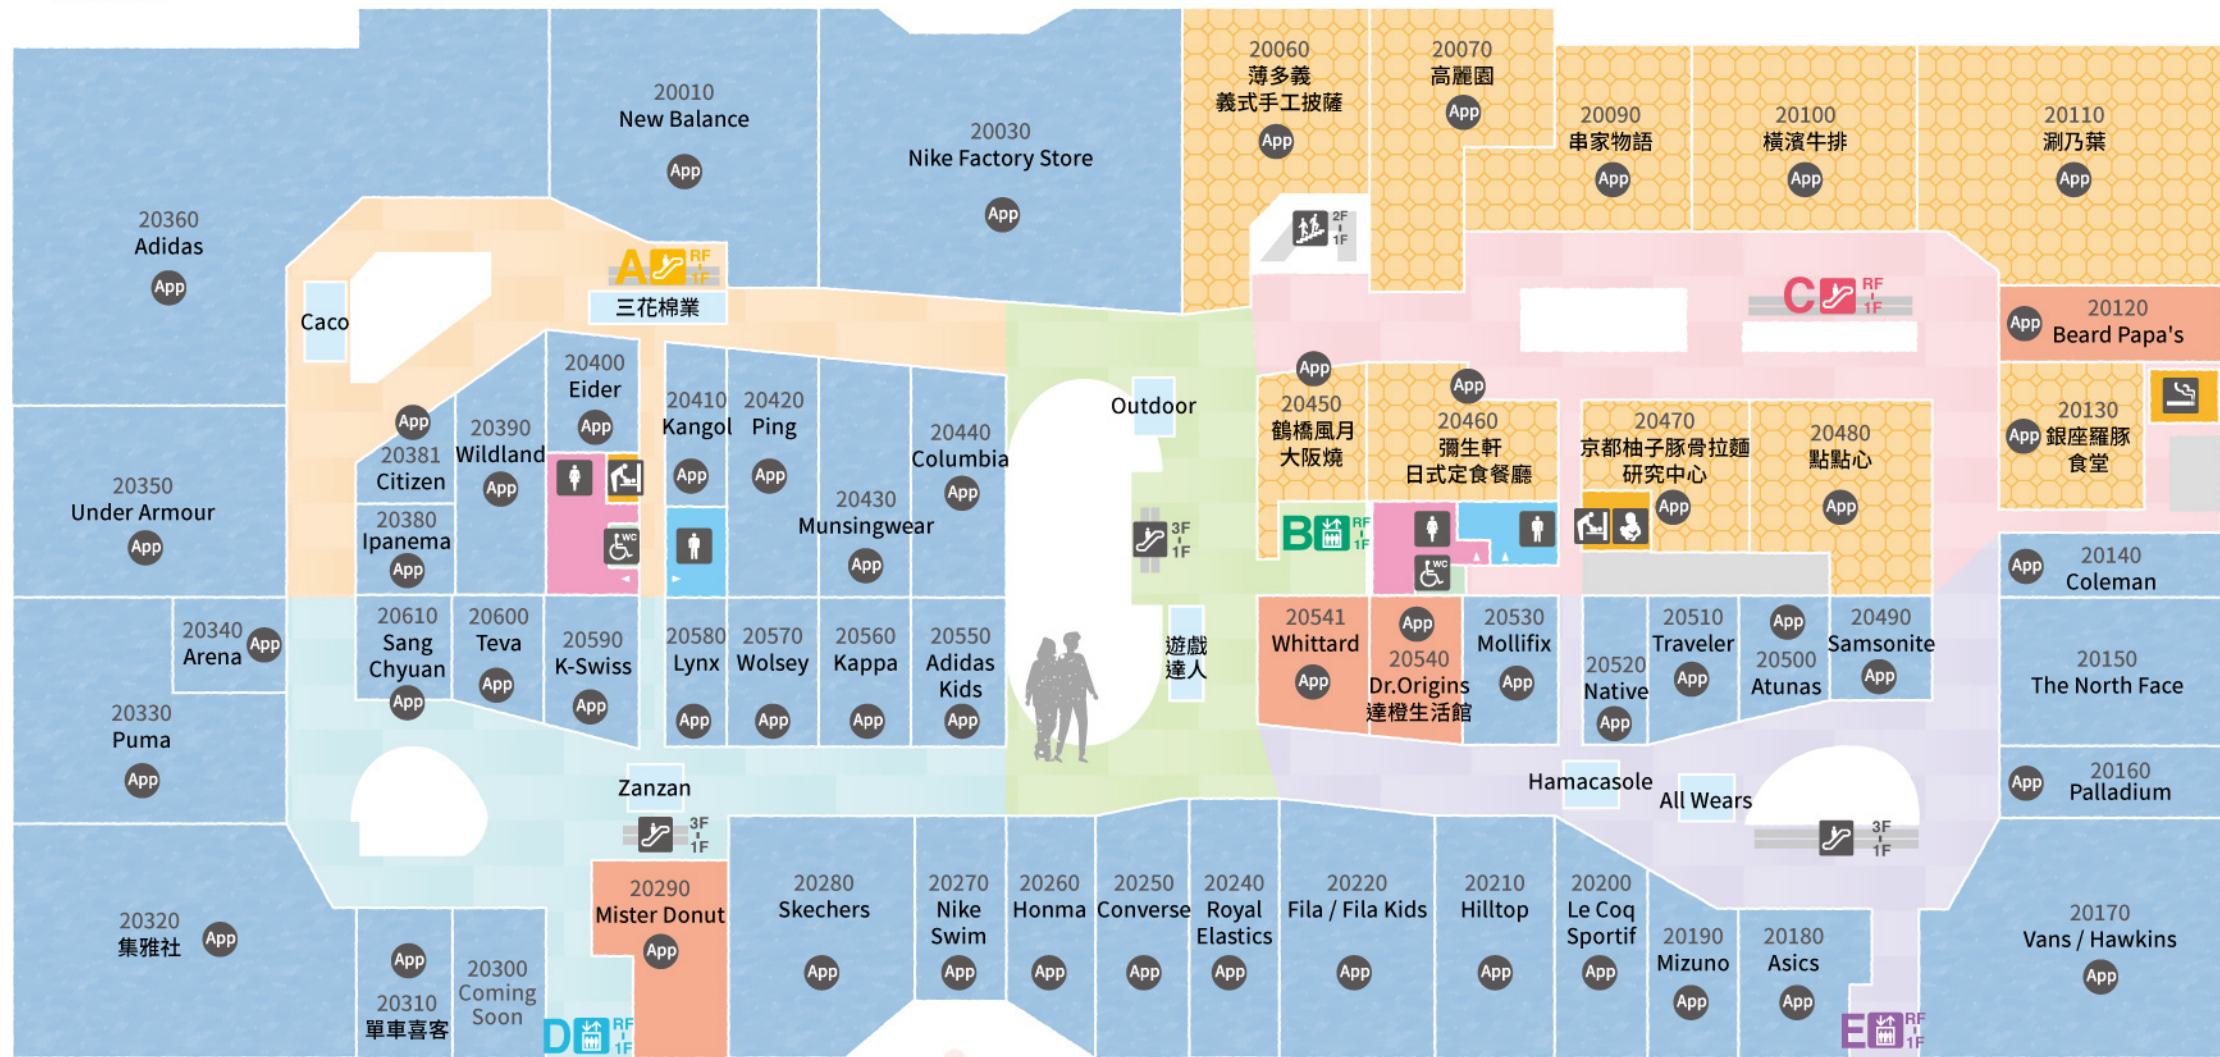 20010
New Balance
App
20030
Nike Factory Store
App
20060
薄多義
義式手工披薩
App
20070
高麗園
App
20090
串家物語
App
20100
橫濱牛排
App
20110
涮乃葉
App
20360
Adidas
App
A
RF
1F
三花棉業
Caco
2F
1F
C
RF
1F
App
20120
Beard Papa's
20400
Eider
App
App
20381
Citizen
20390
Wildland
App
20410
Kangol
App
20420
Ping
App
20430
Munsingwear
App
20440
Columbia
App
Outdoor
App
20450
鶴橋風月
大阪燒
App
20460
彌生軒
日式定食餐廳
20470
京都柚子豚骨拉麵
研究中心
App
20480
點點心
App
App
20130
銀座羅豚
食堂
20350
Under Armour
App
20380
Ipanema
App
WC
3F
1F
B
RF
1F
WC
App
20140
Coleman
20340
Arena
App
20610
Sang
Chyuan
App
20600
Teva
App
20590
K-Swiss
App
20580
Lynx
App
20570
Wolsey
App
20560
Kappa
App
20550
Adidas
Kids
App
遊戲
達人
20541
Whittard
App
App
20540
Dr.Origins
達橙生活館
20530
Mollifix
App
20520
Native
App
20510
Traveler
App
App
20500
Atunas
20490
Samsonite
App
20150
The North Face
20330
Puma
App
Zanzan
3F
1F
Hamacasole
All Wears
3F
1F
App
20160
Palladium
20320
集雅社
App
App
20310
單車喜客
20300
Coming
Soon
D
RF
1F
20290
Mister Donut
App
20280
Skechers
App
20270
Nike
Swim
App
20260
Honma
App
20250
Converse
App
20240
Royal
Elastics
App
20220
Fila / Fila Kids
App
20210
Hilltop
App
20200
Le Coq
Sportif
App
20190
Mizuno
App
20180
Asics
App
E
RF
1F
20170
Vans / Hawkins
App